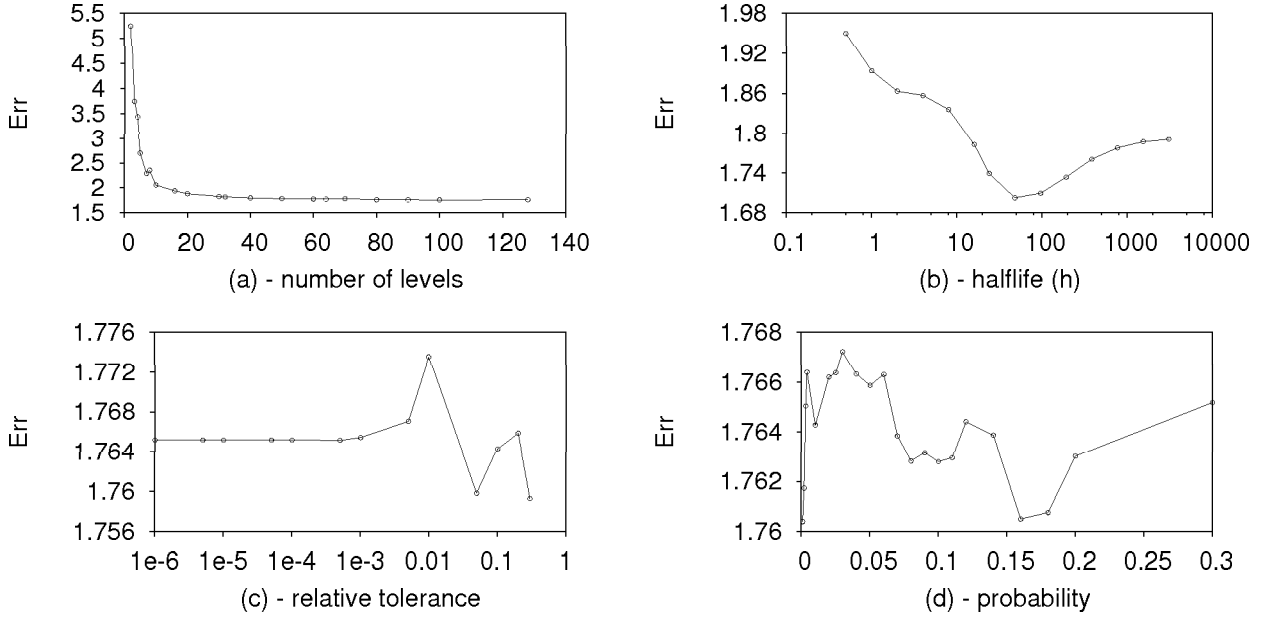 5.5
5
4.5
4
3.5
3
2.5
2
1.5
Err
0 20 40 60 80 100 120 140
(a) - number of levels
1.98
1.92
1.86
1.8
1.74
1.68
Err
0.1 1 10 100 1000 10000
(b) - halflife (h)
1.776
1.772
1.768
1.764
1.76
1.756
Err
1e-6 1e-5 1e-4 1e-3 0.01 0.1 1
(c) - relative tolerance
1.768
1.766
1.764
1.762
1.76
Err
0 0.05 0.1 0.15 0.2 0.25 0.3
(d) - probability